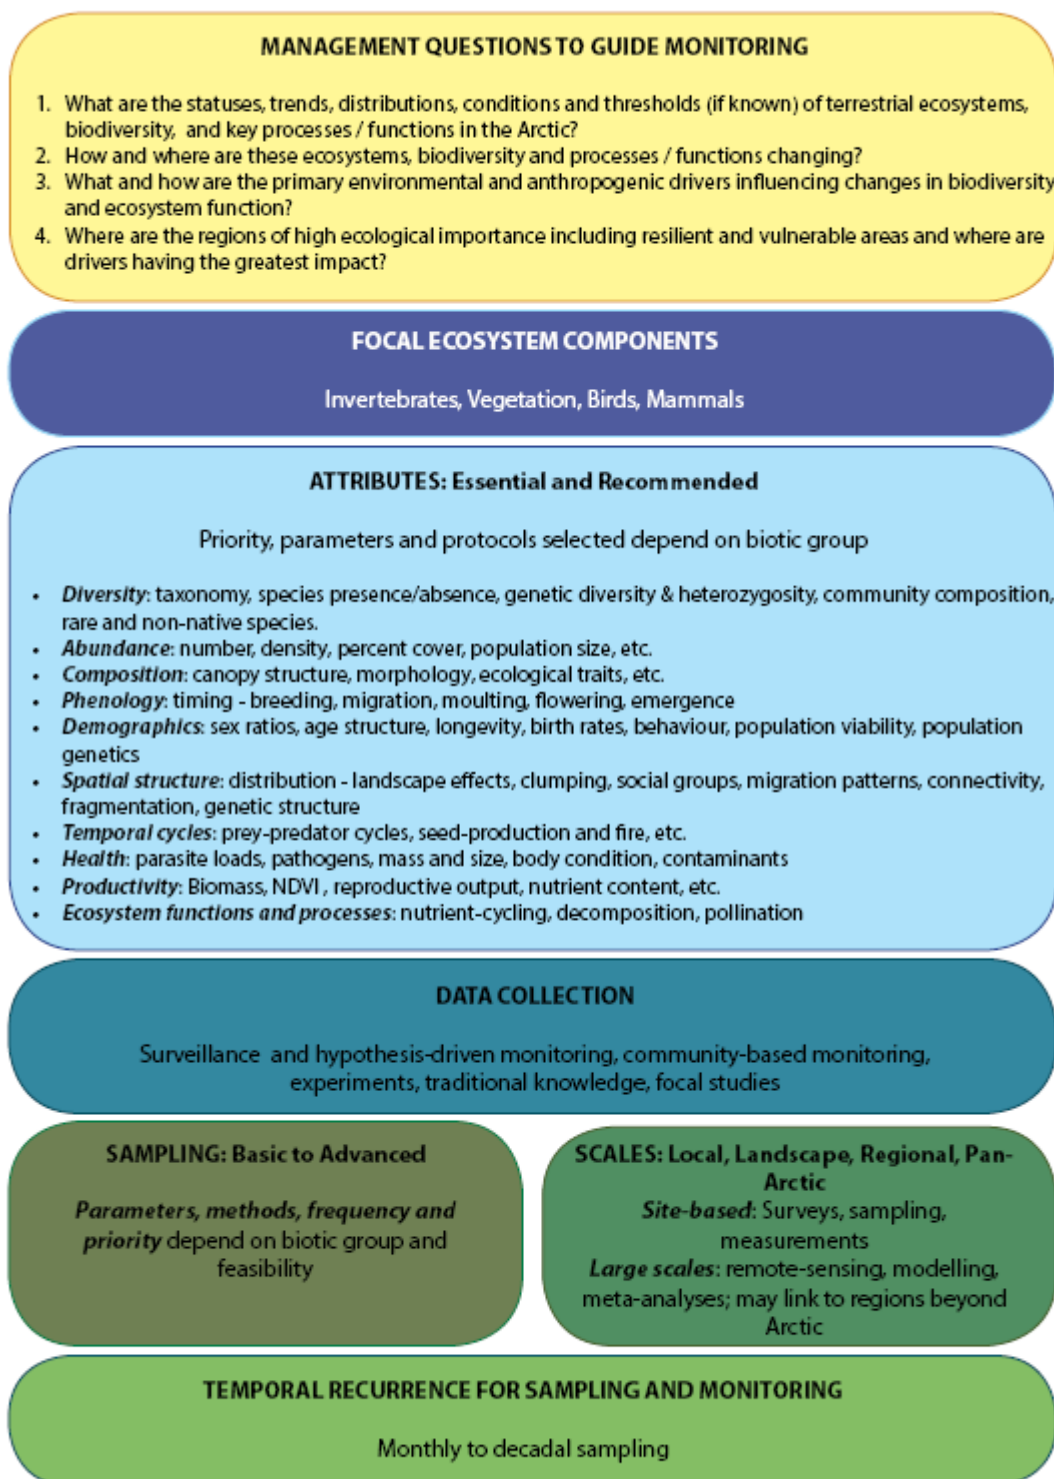 MANAGEMENT QUESTIONS TO GUIDE MONITORING
1. What are the statuses, trends, distributions, conditions and thresholds (if known) of terrestrial ecosystems,
biodiversity, and key processes / functions in the Arctic?
2. How and where are these ecosystems, biodiversity and processes / functions changing?
3. What and how are the primary environmental and anthropogenic drivers influencing changes in biodiversity
and ecosystem function?
4. Where are the regions of high ecological importance including resilient and vulnerable areas and where are
drivers having the greatest impact?
FOCAL ECOSYSTEM COMPONENTS
Invertebrates, Vegetation, Birds, Mammals
ATTRIBUTES: Essential and Recommended
Priority, parameters and protocols selected depend on biotic group
• Diversity: taxonomy, species presence/absence, genetic diversity & heterozygosity, community composition,
rare and non-native species.
• Abundance: number, density, percent cover, population size, etc.
• Composition: canopy structure, morphology, ecological traits, etc.
• Phenology: timing - breeding, migration, moulting, flowering, emergence
• Demographics: sex ratios, age structure, longevity, birth rates, behaviour, population viability, population
genetics
• Spatial structure: distribution - landscape effects, clumping, social groups, migration patterns, connectivity,
fragmentation, genetic structure
• Temporal cycles: prey-predator cycles, seed-production and fire, etc.
• Health: parasite loads, pathogens, mass and size, body condition, contaminants
• Productivity: Biomass, NDVI , reproductive output, nutrient content, etc.
• Ecosystem functions and processes: nutrient-cycling, decomposition, pollination
DATA COLLECTION
Surveillance and hypothesis-driven monitoring, community-based monitoring,
experiments, traditional knowledge, focal studies
SAMPLING: Basic to Advanced
Parameters, methods, frequency and
priority depend on biotic group and
feasibility
SCALES: Local, Landscape, Regional, Pan-
Arctic
Site-based: Surveys, sampling,
measurements
Large scales: remote-sensing, modelling,
meta-analyses; may link to regions beyond
Arctic
TEMPORAL RECURRENCE FOR SAMPLING AND MONITORING
Monthly to decadal sampling